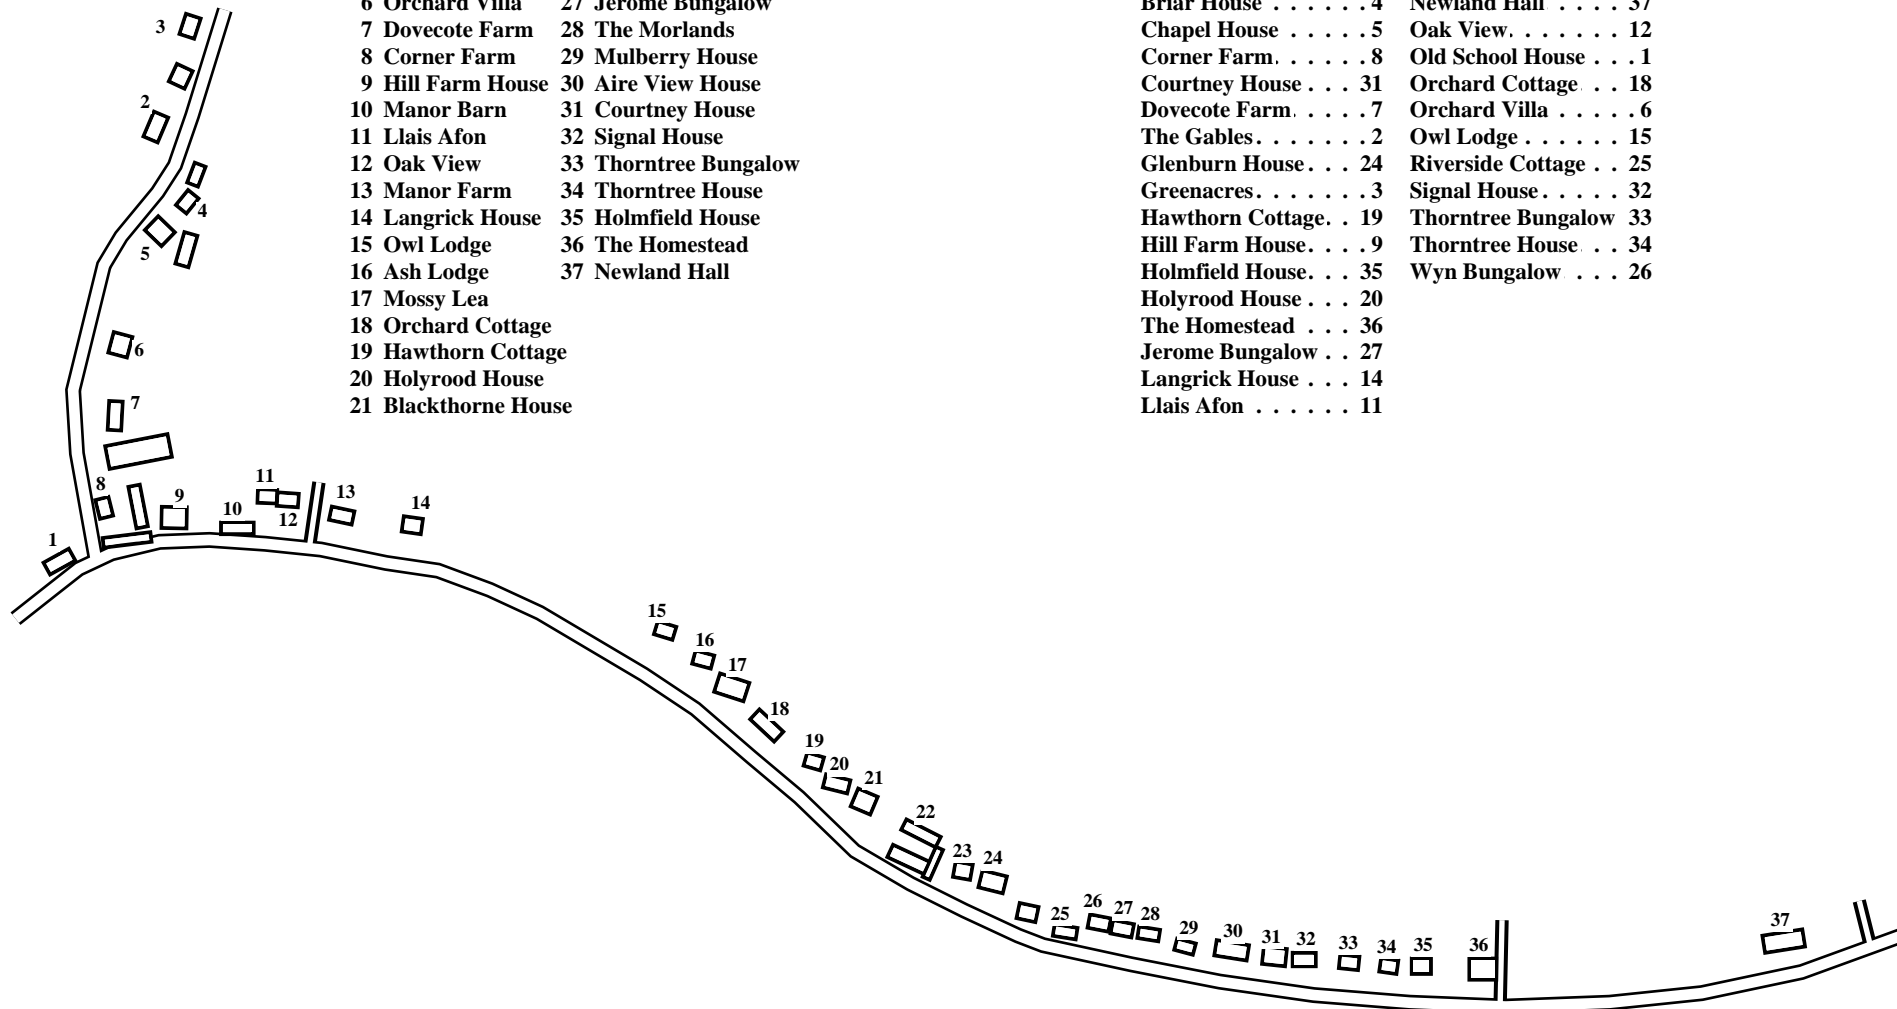 6 Orchard Villa 27 Jerome Bungalow
7 Dovecote Farm 28 The Morlands
8 Corner Farm 29 Mulberry House
9 Hill Farm House 30 Aire View House
10 Manor Barn 31 Courtney House
11 Llais Afon 32 Signal House
12 Oak View 33 Thorntree Bungalow
13 Manor Farm 34 Thorntree House
14 Langrick House 35 Holmfield House
15 Owl Lodge 36 The Homestead
16 Ash Lodge 37 Newland Hall
17 Mossy Lea
18 Orchard Cottage
19 Hawthorn Cottage
20 Holyrood House
21 Blackthorne House
Briar House . . . . . . 4 Newland Hall . . . . 37
Chapel House . . . . . 5 Oak View. . . . . . . 12
Corner Farm. . . . . . 8 Old School House . . . 1
Courtney House . . . 31 Orchard Cottage . . 18
Dovecote Farm. . . . . 7 Orchard Villa . . . . . 6
The Gables. . . . . . . 2 Owl Lodge . . . . . 15
Glenburn House . . . 24 Riverside Cottage . . 25
Greenacres. . . . . . . 3 Signal House . . . . . 32
Hawthorn Cottage. . 19 Thorntree Bungalow 33
Hill Farm House. . . . 9 Thorntree House . . 34
Holmfield House. . . 35 Wyn Bungalow . . . . 26
Holyrood House . . . 20
The Homestead . . . 36
Jerome Bungalow . . 27
Langrick House . . . 14
Llais Afon . . . . . . 11
3
2
4
5
6
7
8
9
10
11
12
13
14
1
15
16
17
18
19
20
21
22
23
24
25
26
27
28
29
30
31
32
33
34
35
36
37